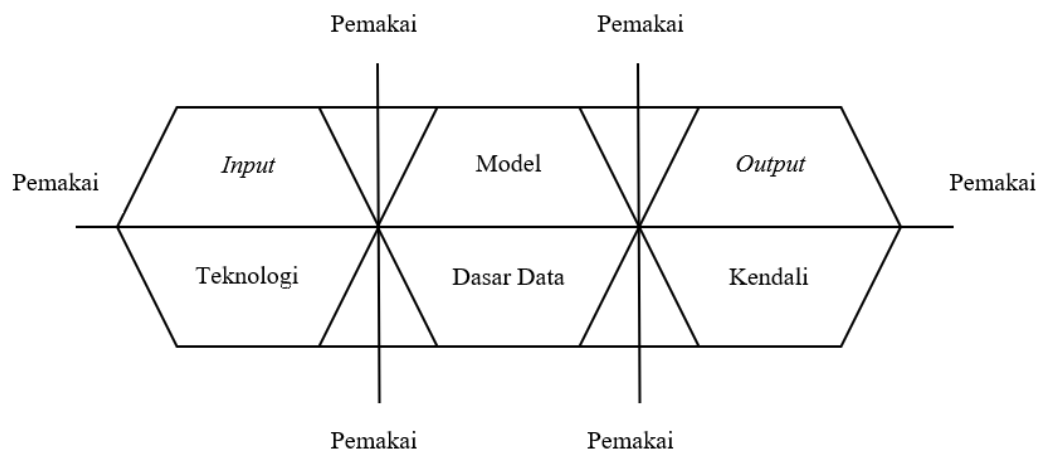 Pemakai
Pemakai
Input
Model
Output
Pemakai
Pemakai
Teknologi
Dasar Data
Kendali
Pemakai
Pemakai